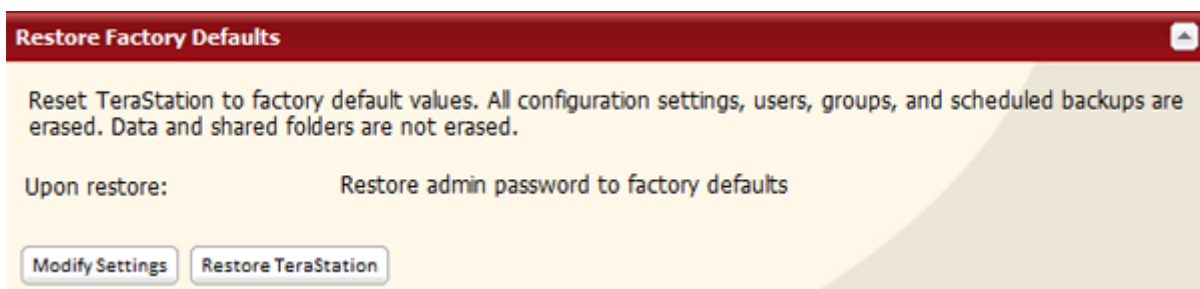 Restore Factory Defaults
Reset TeraStation to factory default values. All configuration settings, users, groups, and scheduled backups are
erased. Data and shared folders are not erased.
Upon restore: Restore admin password to factory defaults
Modify Settings Restore TeraStation